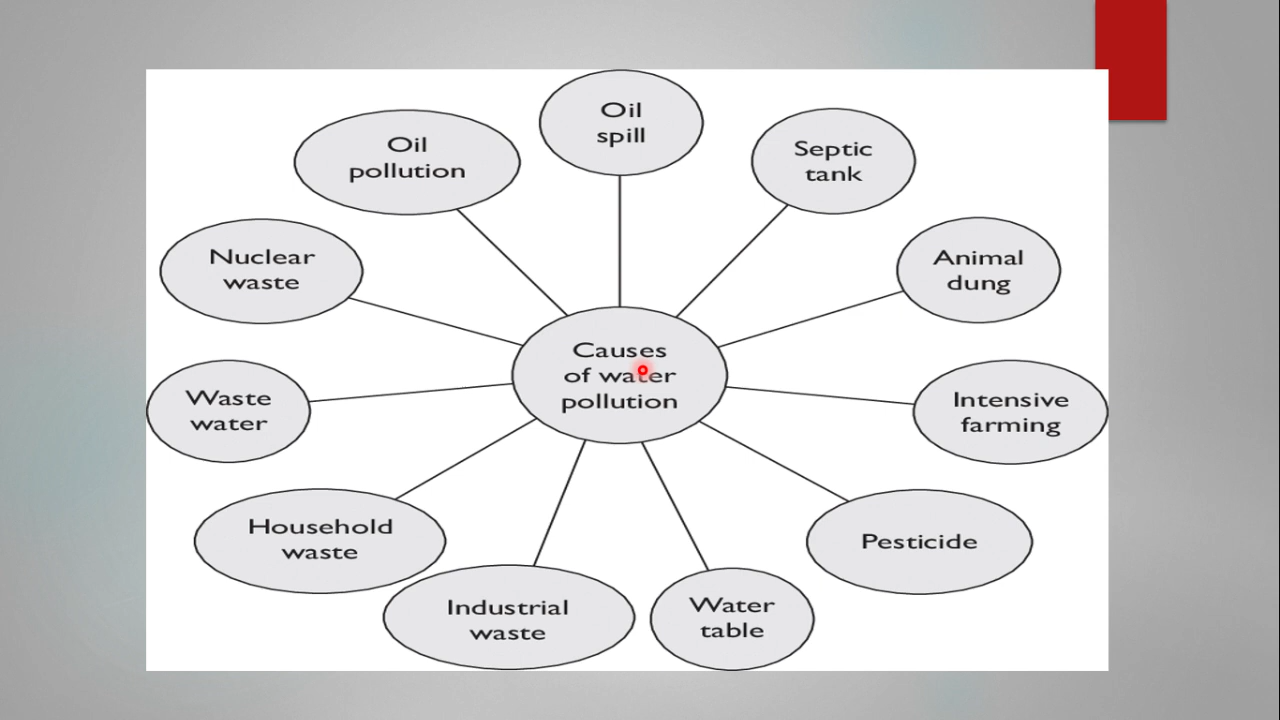 Oil
spill
Oil
pollution
Septic
tank
Nuclear
waste
Animal
dung
Causes
of water
pollution
Waste
water
Intensive
farming
Household
waste
Pesticide
Industrial
waste
Water
table